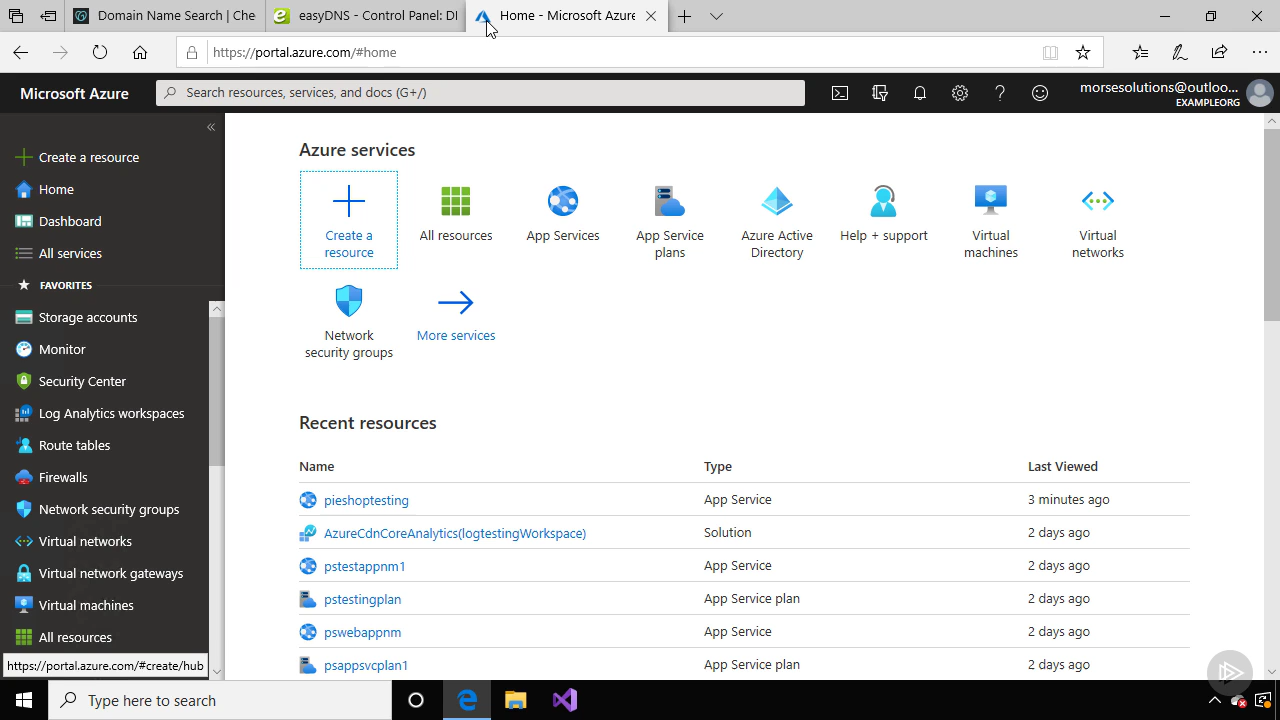 Domain Name Search | Che
easyDNS - Control Panel: DI
Home - Microsoft Azure
https://portal.azure.com/#home
Microsoft Azure
Search resources, services, and docs (G+/)
morsesolutions@outloo...
EXAMPLEORG
Create a resource
Home
Dashboard
All services
FAVORITES
Storage accounts
Monitor
Security Center
Log Analytics workspaces
Route tables
Firewalls
Network security groups
Virtual networks
Virtual network gateways
Virtual machines
All resources
https://portal.azure.com/#create/hub
Azure services
Create a
resource
All resources
App Services
App Service
plans
Azure Active
Directory
Help + support
Virtual
machines
Virtual
networks
Network
security groups
More services
Recent resources
Name Type Last Viewed
pieshoptesting App Service 3 minutes ago
AzureCdnCoreAnalytics(logtestingWorkspace) Solution 2 days ago
pstestappnm1 App Service 2 days ago
pstestingplan App Service plan 2 days ago
pswebappnm App Service 2 days ago
psappsvcplan1 App Service plan 2 days ago
Type here to search